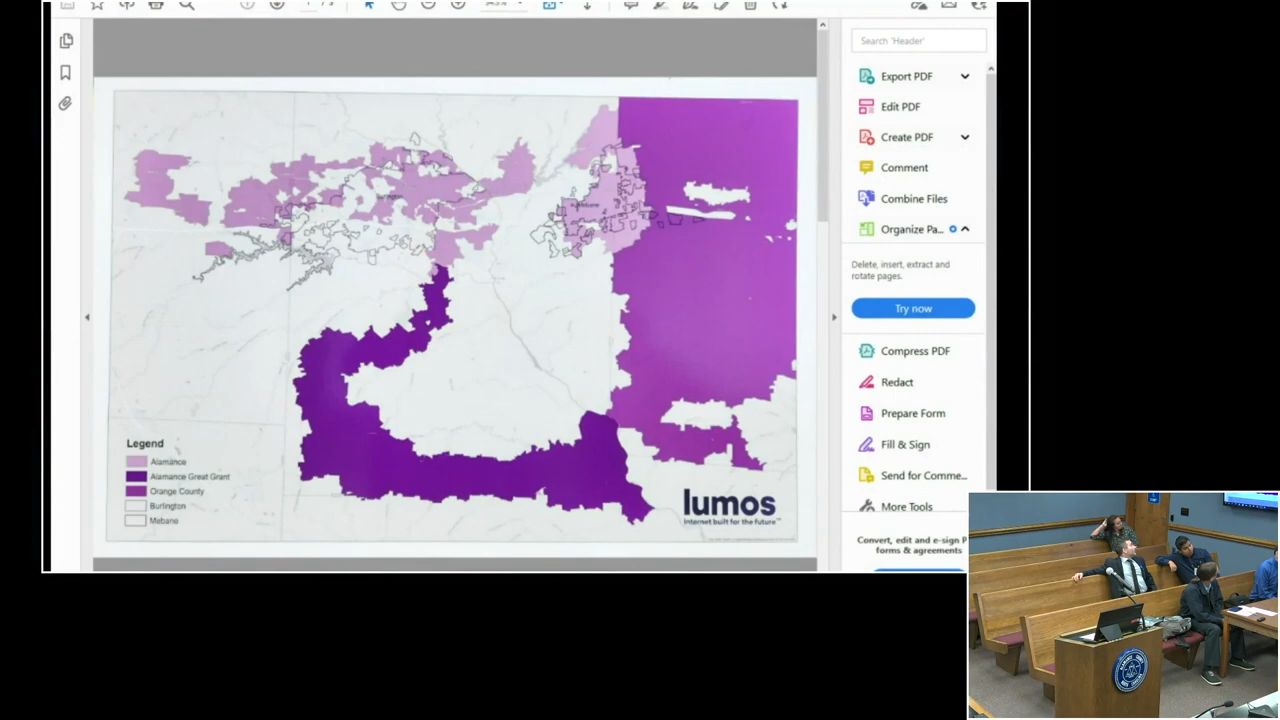 Search 'Header'
Export PDF
Edit PDF
Create PDF
Comment
Combine Files
Organize Pa...
Delete, insert, extract and
rotate pages.
Try now
Compress PDF
Redact
Prepare Form
Fill & Sign
Send for Comme...
More Tools
Convert, edit and e-sign P
forms & agreements
Legend
Alamance
Alamance Great Grant
Orange County
Burlington
Mebane
lumos
Internet built for the future™